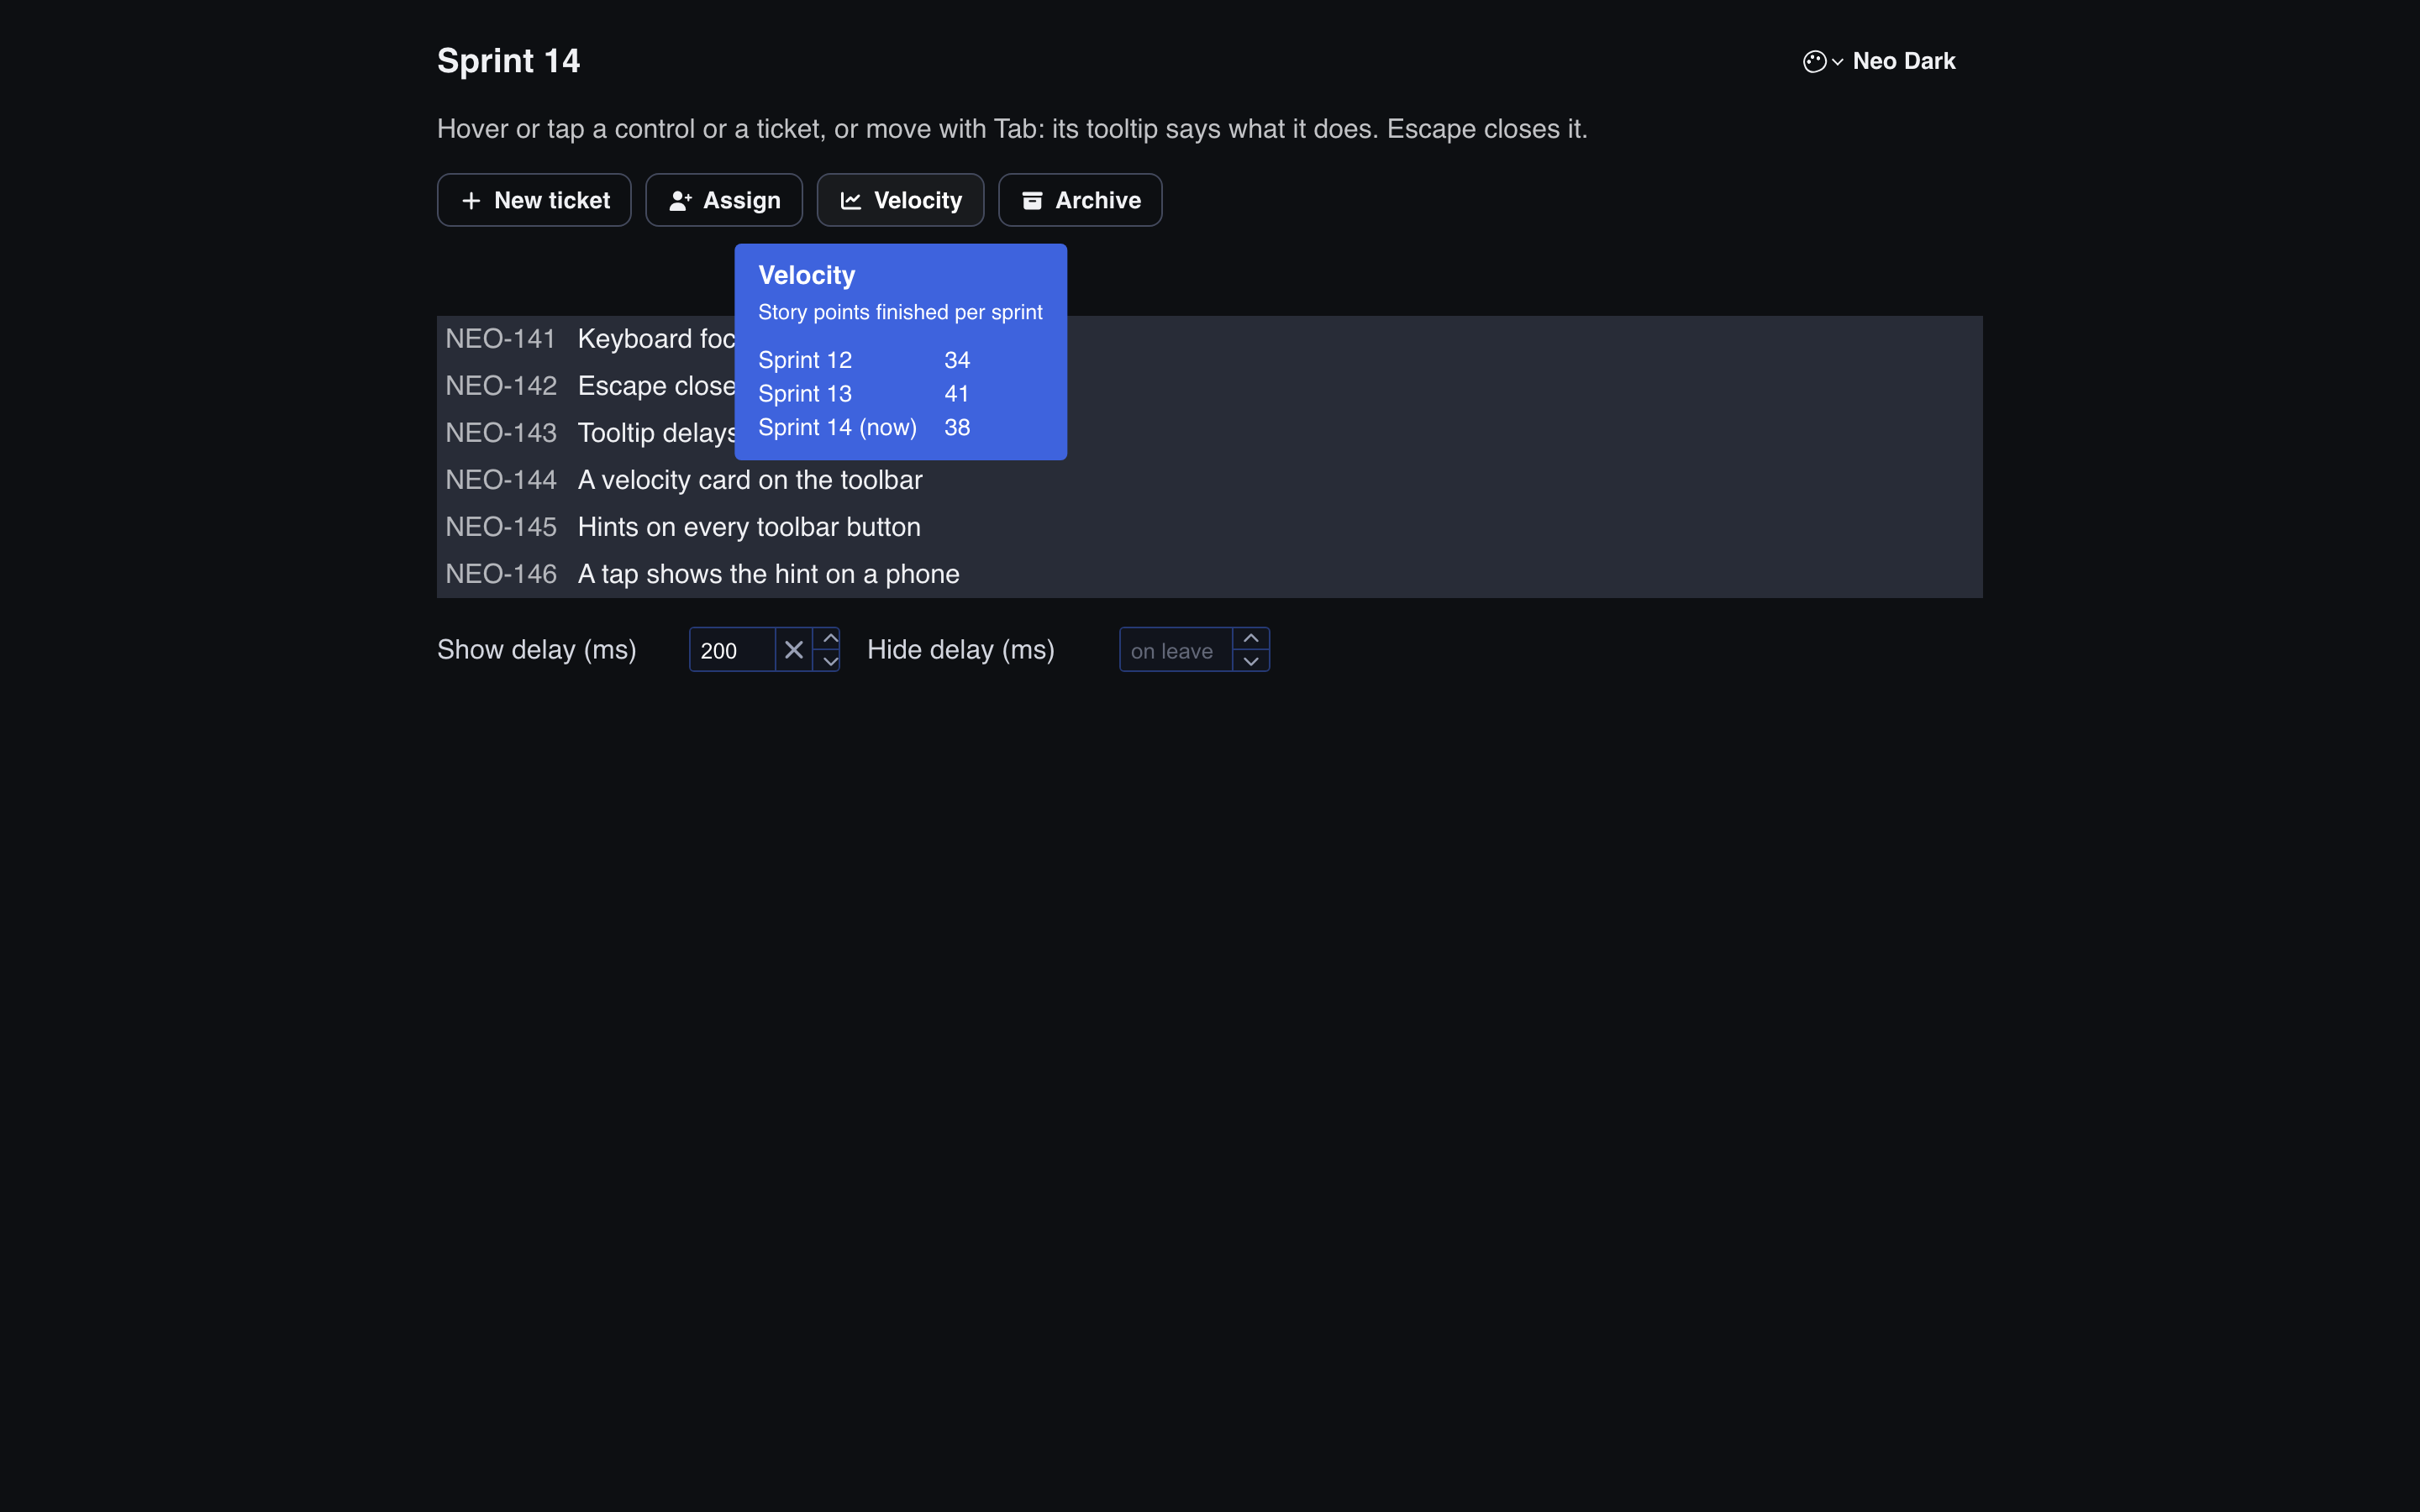 Sprint 14
Neo Dark
Hover or tap a control or a ticket, or move with Tab: its tooltip says what it does. Escape closes it.
New ticket
Assign
Velocity
Archive
Velocity
Story points finished per sprint
Sprint 12 34
Sprint 13 41
Sprint 14 (now) 38
NEO-141 Keyboard foc
NEO-142 Escape close
NEO-143 Tooltip delays
NEO-144 A velocity card on the toolbar
NEO-145 Hints on every toolbar button
NEO-146 A tap shows the hint on a phone
Show delay (ms) 200 Hide delay (ms) on leave